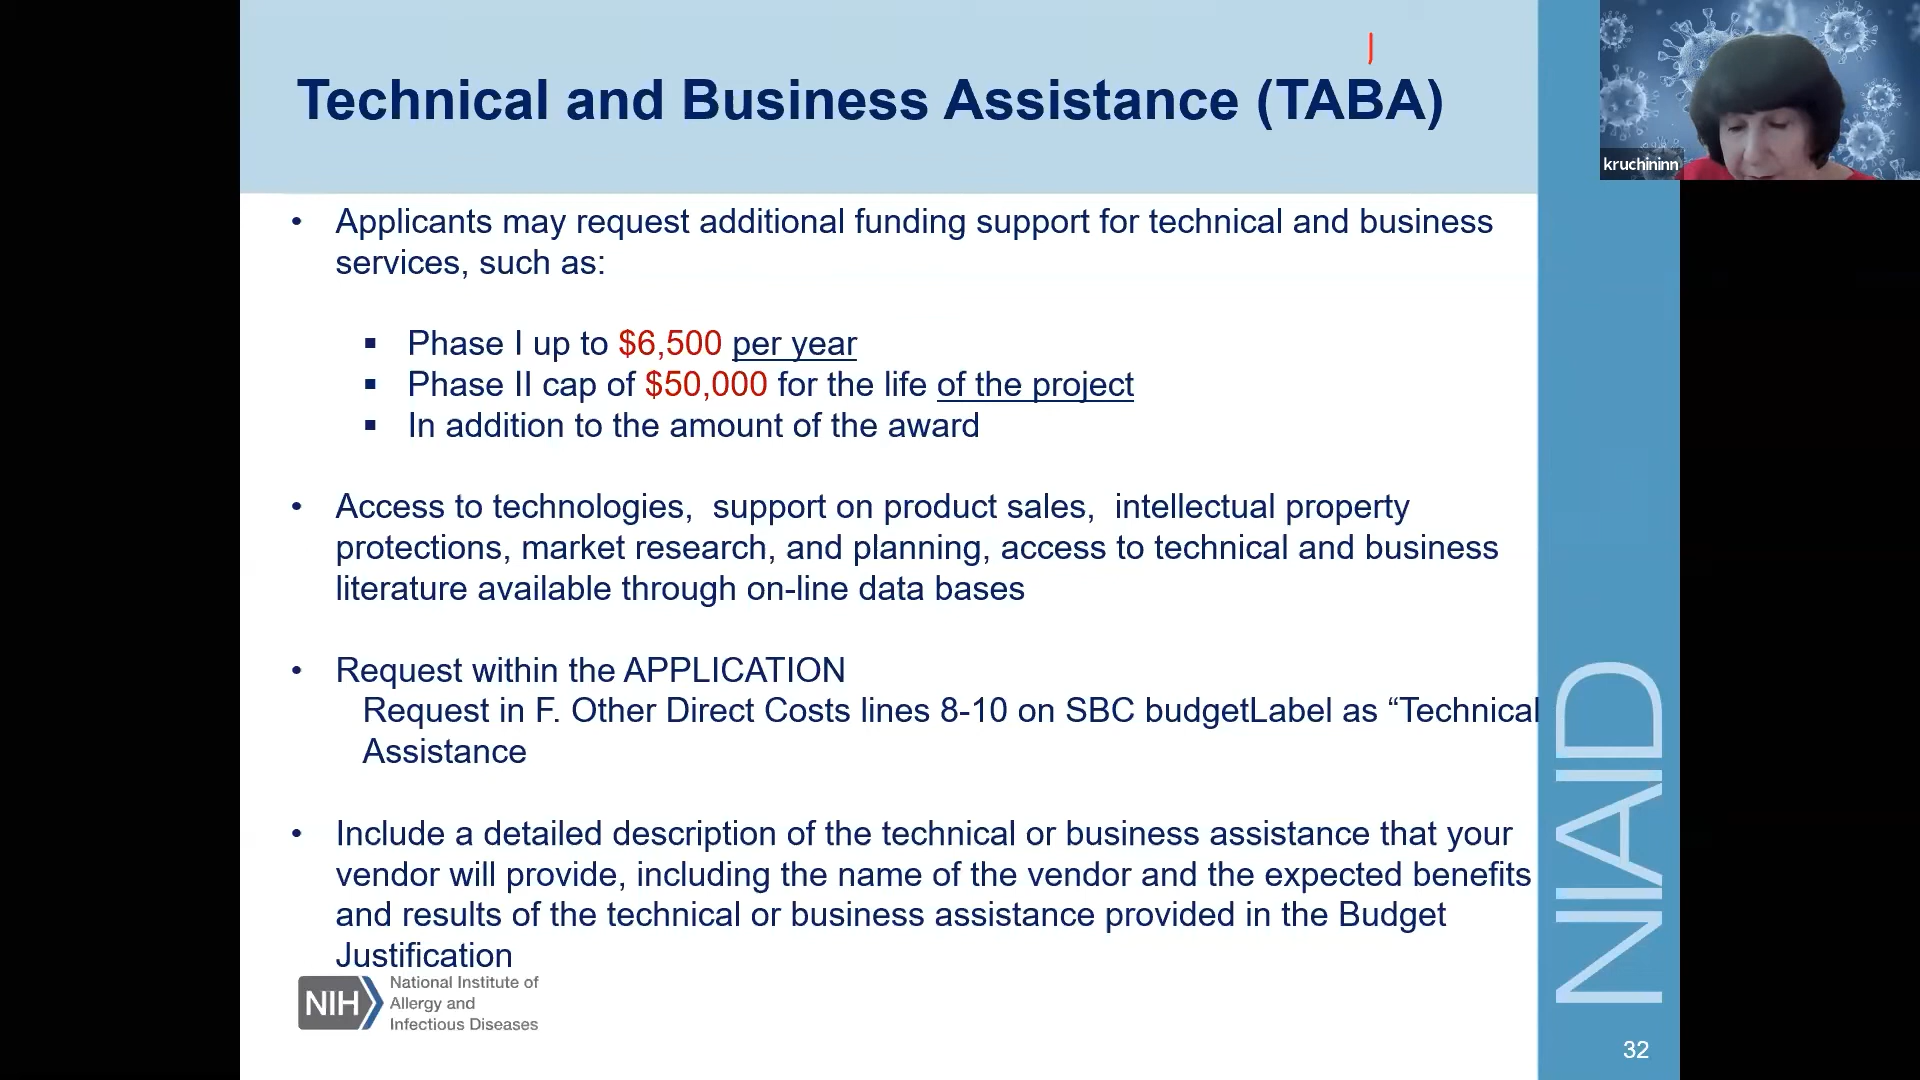 Technical and Business Assistance (TABA)
kruchininn
• Applicants may request additional funding support for technical and business
services, such as:
▪ Phase I up to $6,500 per year
▪ Phase II cap of $50,000 for the life of the project
▪ In addition to the amount of the award
• Access to technologies,  support on product sales,  intellectual property
protections, market research, and planning, access to technical and business
literature available through on-line data bases
• Request within the APPLICATION
Request in F. Other Direct Costs lines 8-10 on SBC budgetLabel as “Technical
Assistance
• Include a detailed description of the technical or business assistance that your
vendor will provide, including the name of the vendor and the expected benefits
and results of the technical or business assistance provided in the Budget
Justification
NIH
National Institute of
Allergy and
Infectious Diseases
NIAID
32